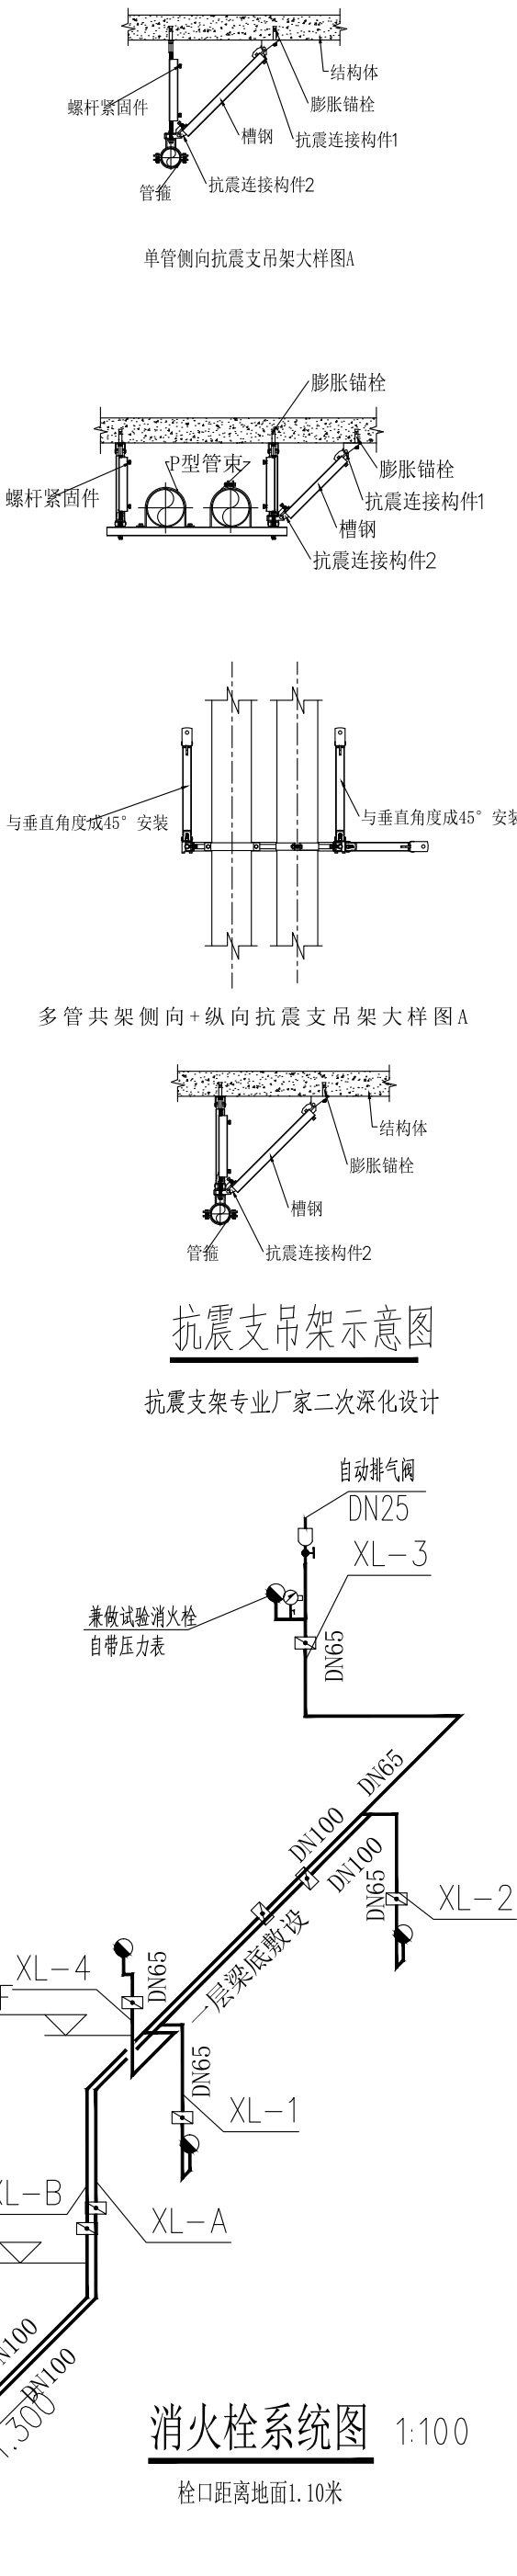 结构体
螺杆紧固件
膨胀锚栓
槽钢
抗震连接构件1
管箍
抗震连接构件2
单管侧向抗震支吊架大样图A
膨胀锚栓
P型管束
膨胀锚栓
螺杆紧固件
抗震连接构件1
槽钢
抗震连接构件2
与垂直角度成45°安装
与垂直角度成45°安装
多管共架侧向+纵向抗震支吊架大样图A
结构体
膨胀锚栓
槽钢
管箍
抗震连接构件2
抗震支吊架示意图
抗震支架专业厂家二次深化设计
自动排气阀
DN25
XL-3
兼做试验消火栓
自带压力表
DN65
DN65
DN100
DN100
DN65
XL-2
一层梁底敷设
XL-4
DN65
F
DN65
XL-1
XL-B
XL-A
DN100
DN100
1.300
消火栓系统图 1:100
栓口距离地面1.10米